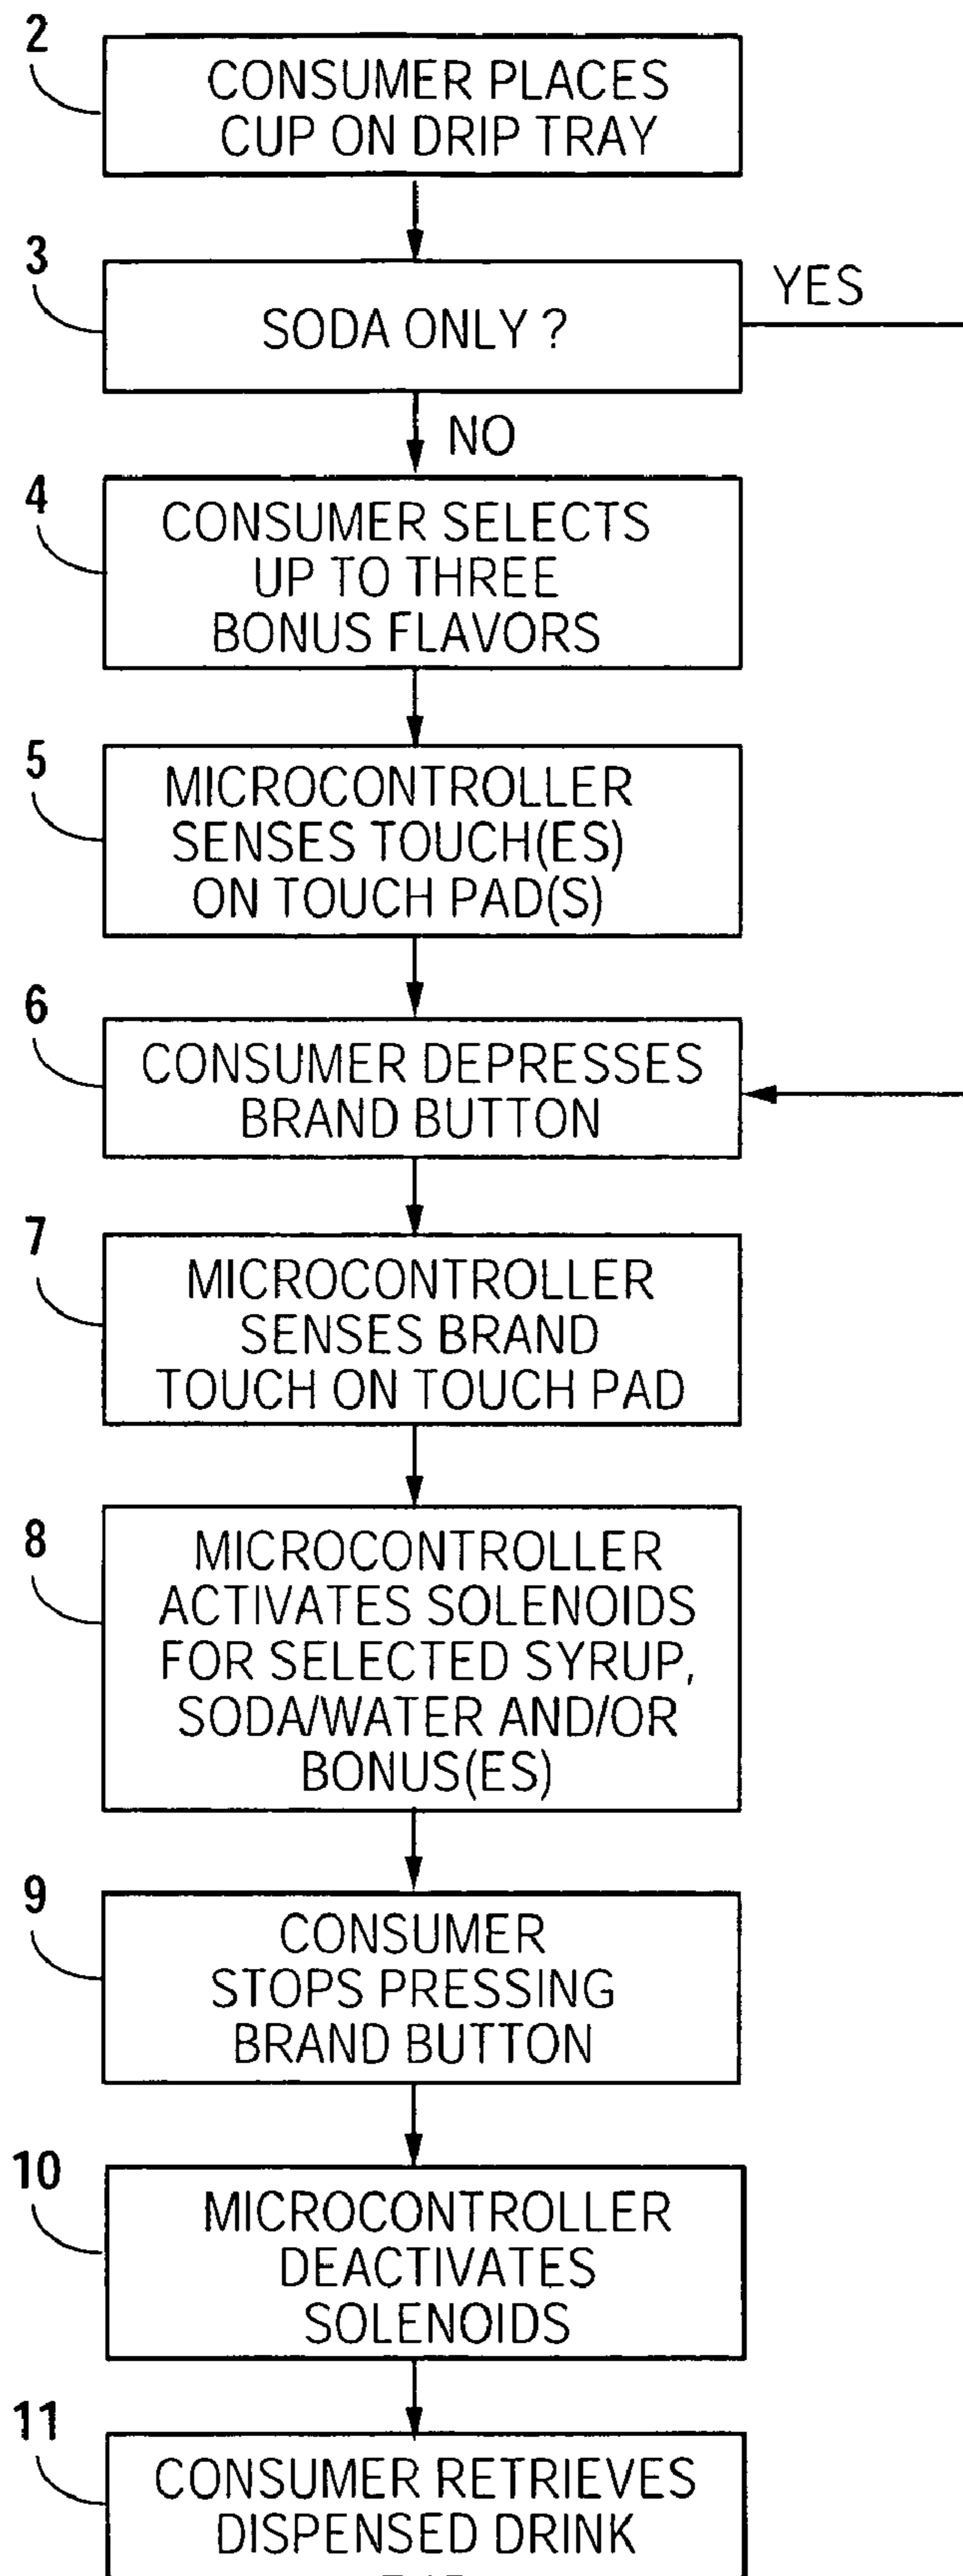 2
CONSUMER PLACES
CUP ON DRIP TRAY
3
SODA ONLY ?
YES
NO
4
CONSUMER SELECTS
UP TO THREE
BONUS FLAVORS
5
MICROCONTROLLER
SENSES TOUCH(ES)
ON TOUCH PAD(S)
6
CONSUMER DEPRESSES
BRAND BUTTON
7
MICROCONTROLLER
SENSES BRAND
TOUCH ON TOUCH PAD
8
MICROCONTROLLER
ACTIVATES SOLENOIDS
FOR SELECTED SYRUP,
SODA/WATER AND/OR
BONUS(ES)
9
CONSUMER
STOPS PRESSING
BRAND BUTTON
10
MICROCONTROLLER
DEACTIVATES
SOLENOIDS
11
CONSUMER RETRIEVES
DISPENSED DRINK